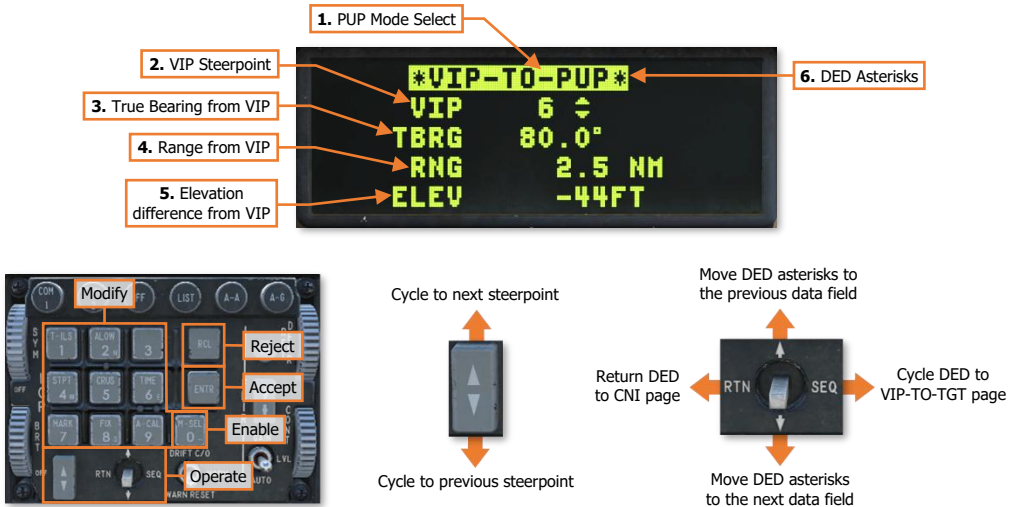 1. PUP Mode Select
2. VIP Steerpoint
3. True Bearing from VIP
4. Range from VIP
5. Elevation
difference from VIP
6. DED Asterisks
*VIP-TO-PUP*
VIP 6
TBRG 80.0°
RNG 2.5 NM
ELEV -44FT
COM
1
Modify
FF
LIST
A-A
A-G
T-ILS
1
ALOW
2 N
3
RCL
Reject
STPT
4 W
CRUS
5
TIME
6 E
ENTR
Accept
MARK
7
FIX
8 S
A-CAL
9
M-SEL
0 -
Enable
SYM
OFF
BRT
OFF
CONT
DRIFT C/O
RTN
SEQ
Operate
LVL
AUTO
WARN RESET
Cycle to next steerpoint
Cycle to previous steerpoint
Move DED asterisks to
the previous data field
Return DED
to CNI page
RTN
SEQ
Cycle DED to
VIP-TO-TGT page
Move DED asterisks
to the next data field